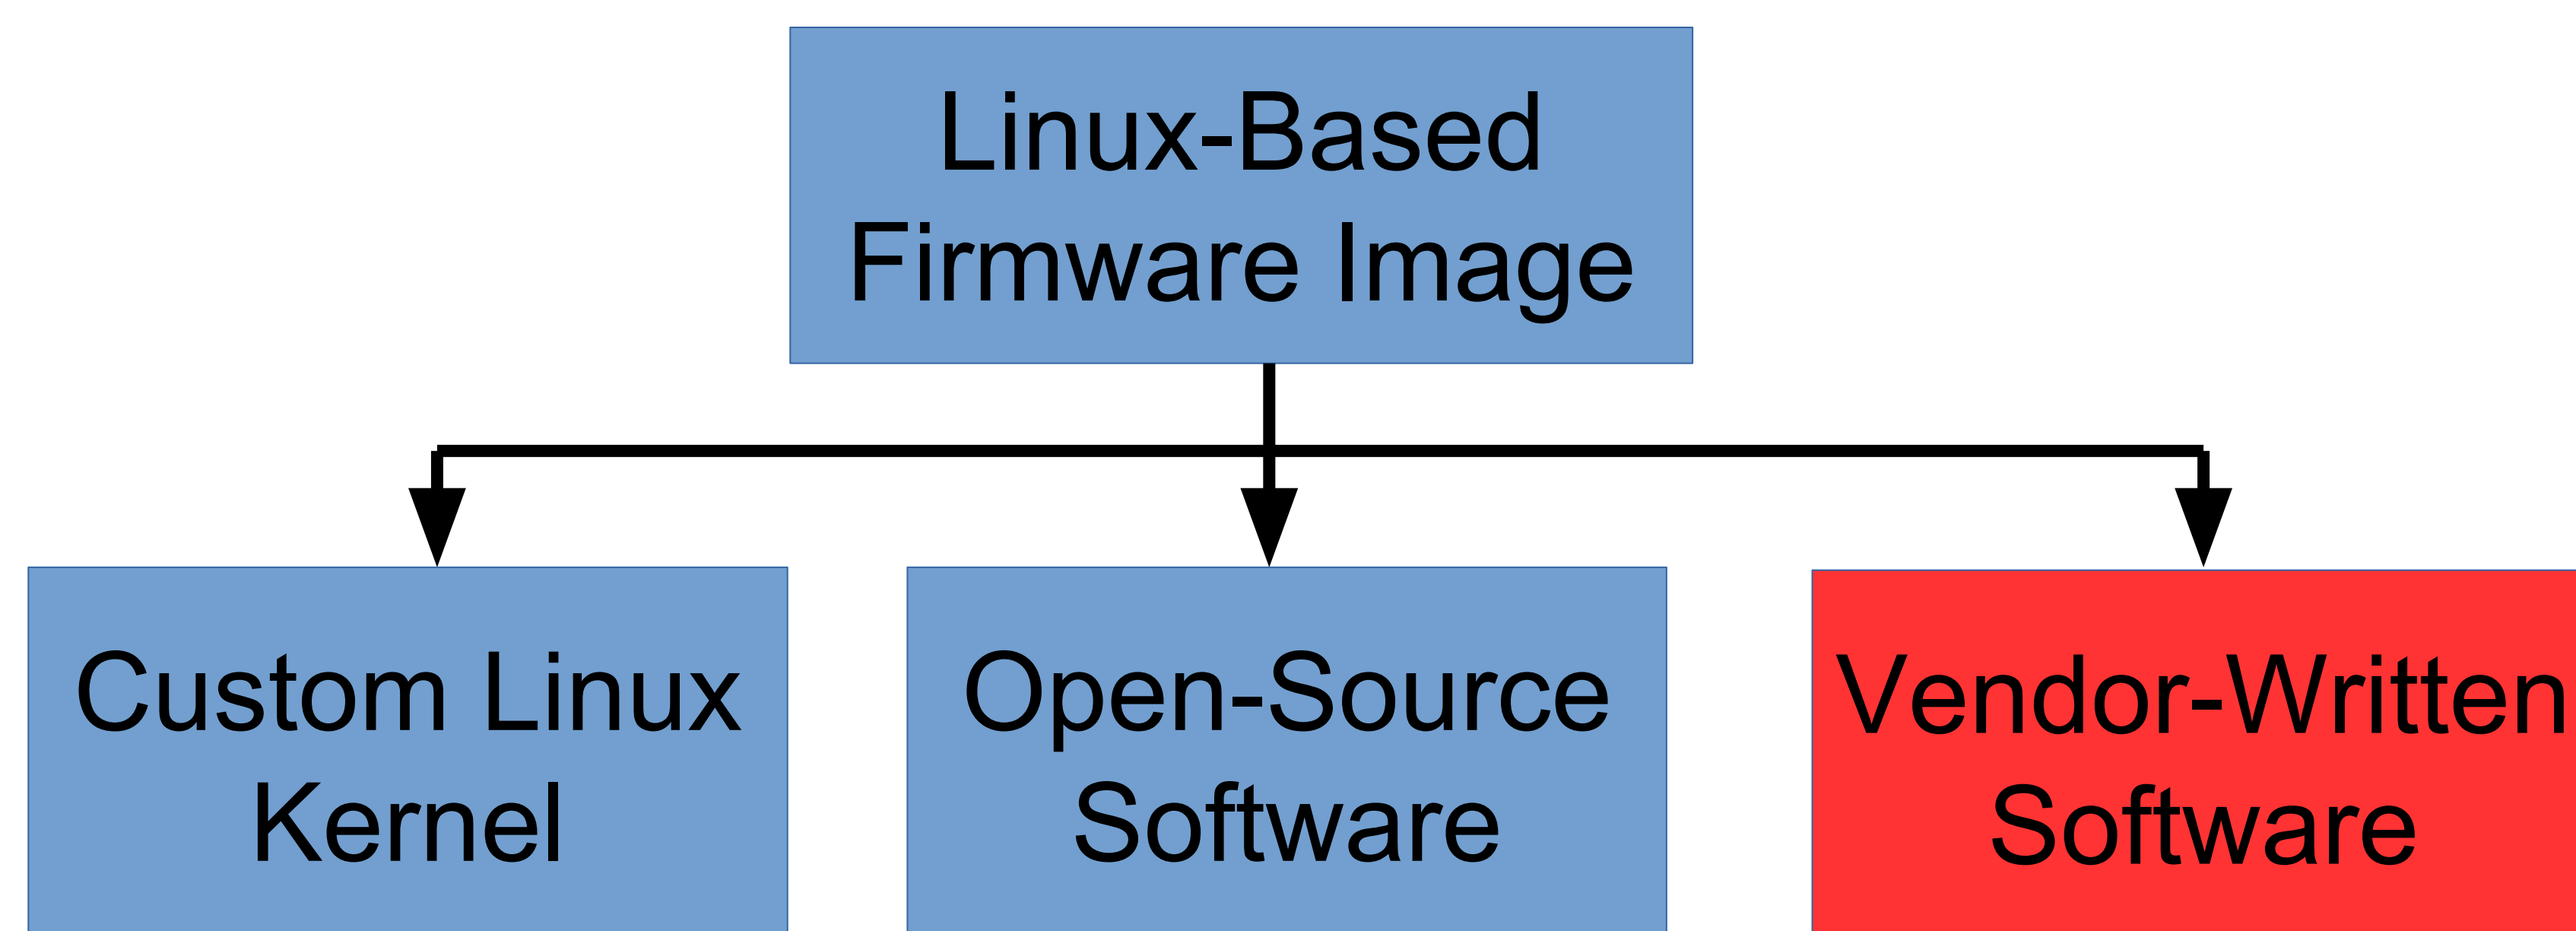 Linux-Based
Firmware Image
Custom Linux
Kernel
Open-Source
Software
Vendor-Written
Software